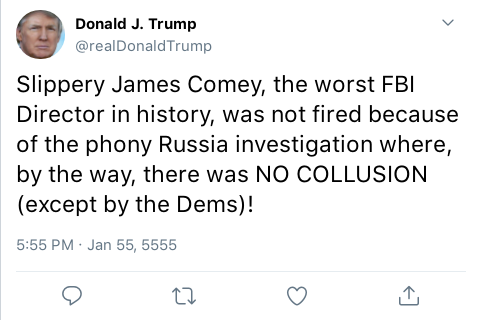 Donald J. Trump
@realDonaldTrump
Slippery James Comey, the worst FBI
Director in history, was not fired because
of the phony Russia investigation where,
by the way, there was NO COLLUSION
(except by the Dems)!
5:55 PM · Jan 55, 5555